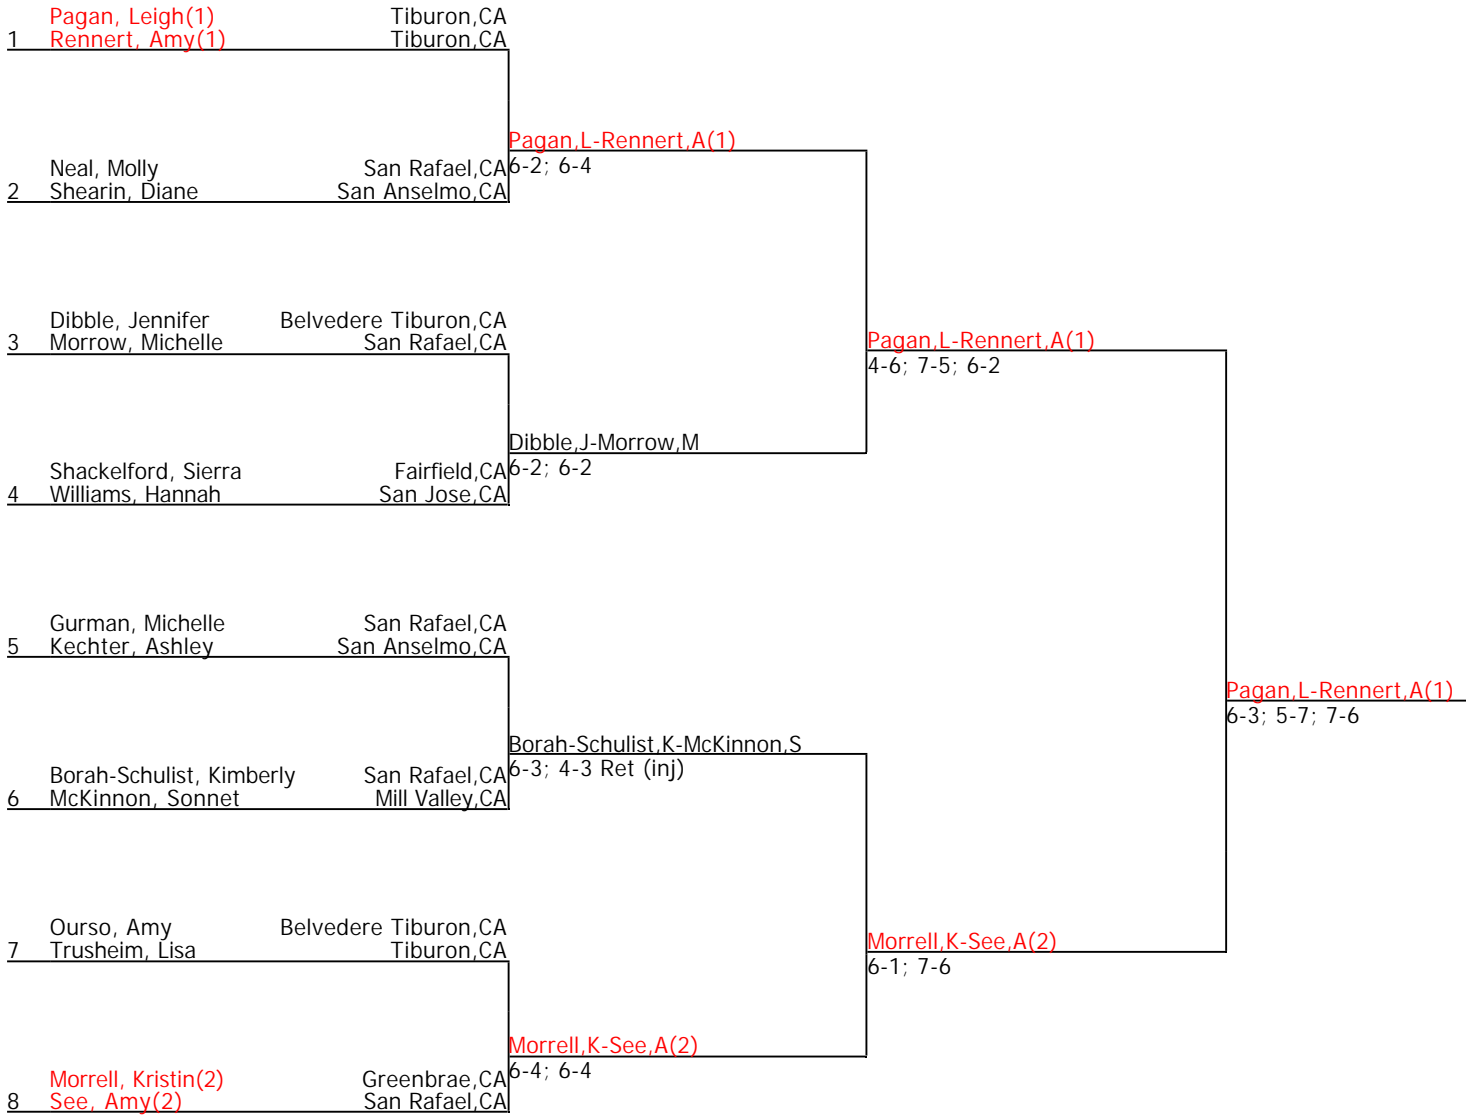 Pagan, Leigh(1) Tiburon,CA
1 Rennert, Amy(1) Tiburon,CA
Pagan,L-Rennert,A(1)
6-2; 6-4
Neal, Molly San Rafael,CA
2 Shearin, Diane San Anselmo,CA
Dibble, Jennifer Belvedere Tiburon,CA
3 Morrow, Michelle San Rafael,CA
Pagan,L-Rennert,A(1)
4-6; 7-5; 6-2
Dibble,J-Morrow,M
6-2; 6-2
Shackelford, Sierra Fairfield,CA
4 Williams, Hannah San Jose,CA
Gurman, Michelle San Rafael,CA
5 Kechter, Ashley San Anselmo,CA
Pagan,L-Rennert,A(1)
6-3; 5-7; 7-6
Borah-Schulist,K-McKinnon,S
6-3; 4-3 Ret (inj)
Borah-Schulist, Kimberly San Rafael,CA
6 McKinnon, Sonnet Mill Valley,CA
Ourso, Amy Belvedere Tiburon,CA
7 Trusheim, Lisa Tiburon,CA
Morrell,K-See,A(2)
6-1; 7-6
Morrell,K-See,A(2)
6-4; 6-4
Morrell, Kristin(2) Greenbrae,CA
8 See, Amy(2) San Rafael,CA